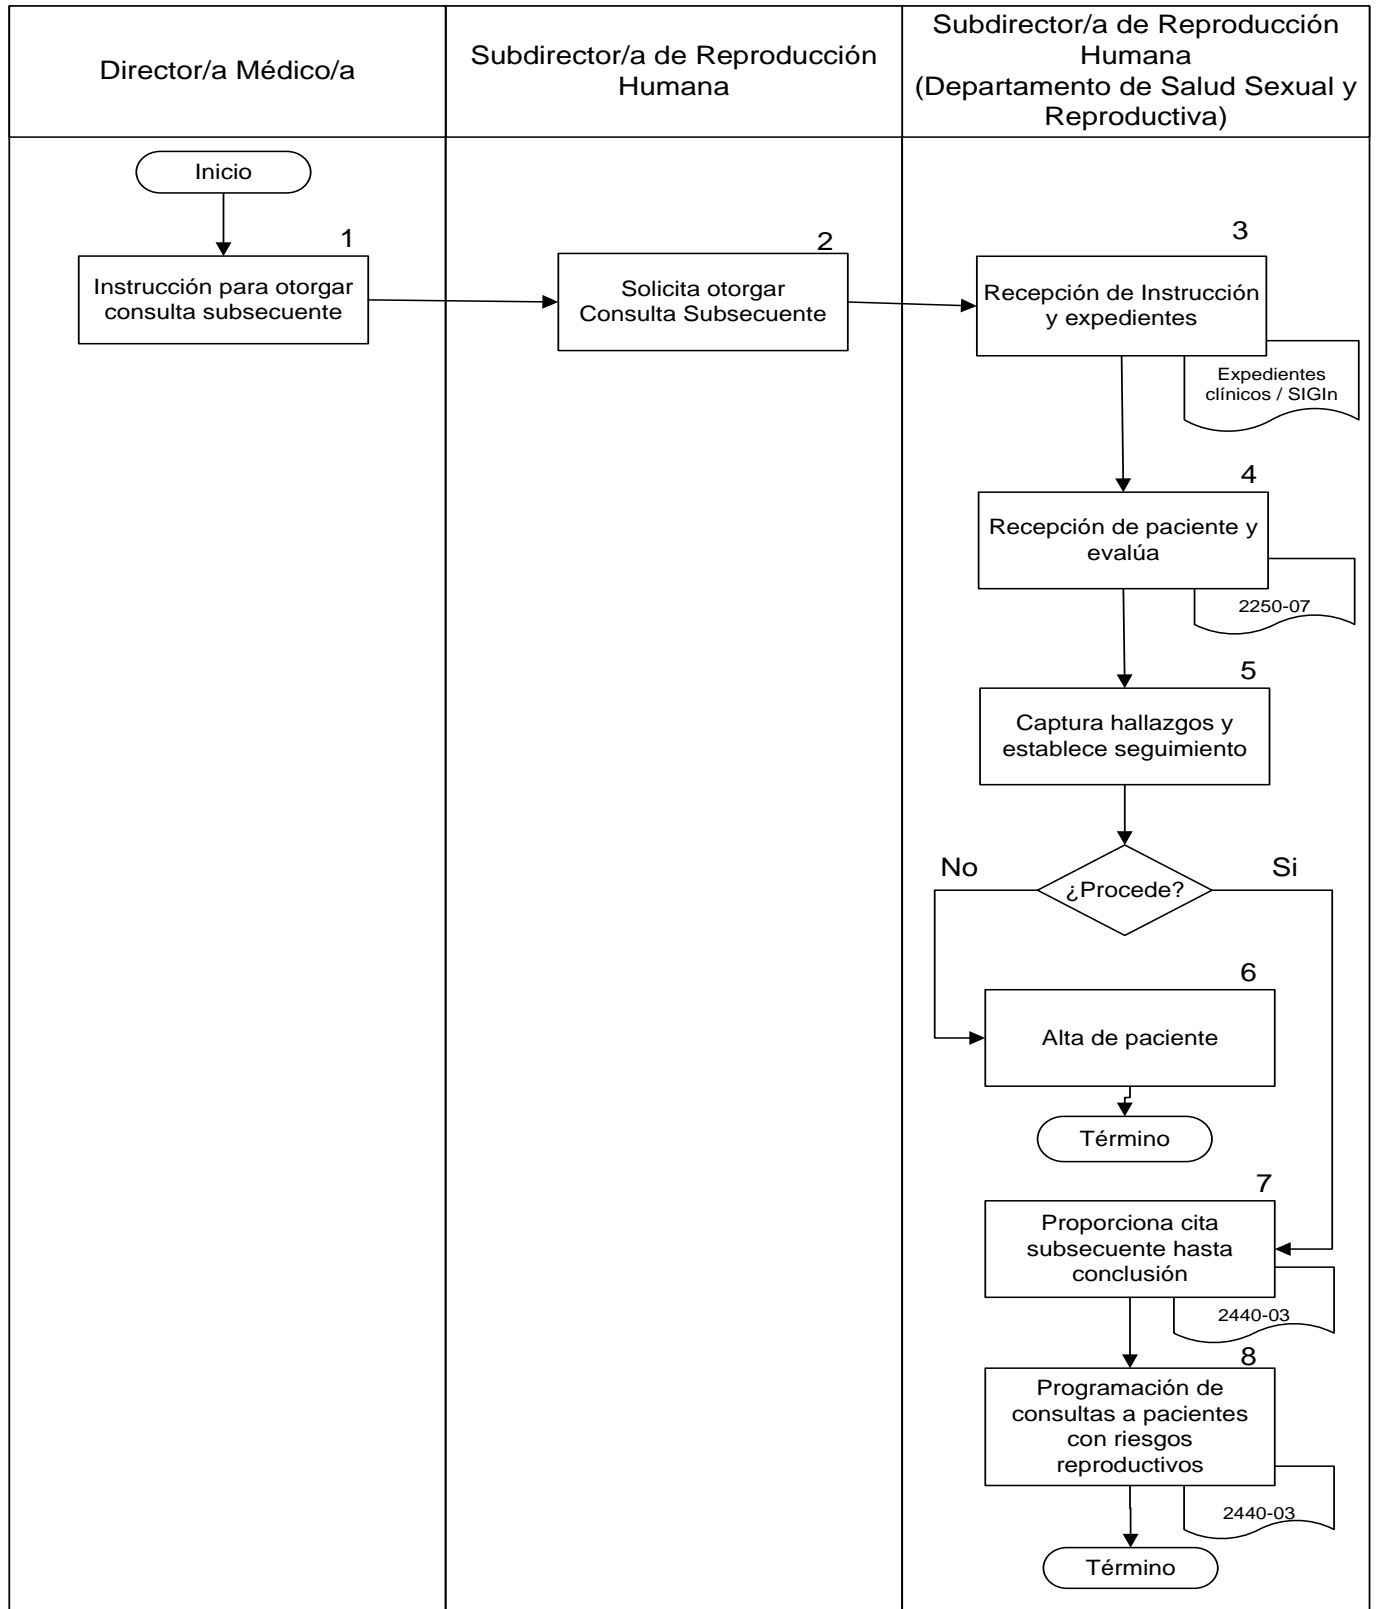 Director/a Médico/a
Subdirector/a de Reproducción
Humana
Subdirector/a de Reproducción
Humana
(Departamento de Salud Sexual y
Reproductiva)
Inicio
1
Instrucción para otorgar
consulta subsecuente
2
Solicita otorgar
Consulta Subsecuente
3
Recepción de Instrucción
y expedientes
Expedientes
clínicos / SIGIn
4
Recepción de paciente y
evalúa
2250-07
5
Captura hallazgos y
establece seguimiento
No
¿Procede?
Si
6
Alta de paciente
Término
7
Proporciona cita
subsecuente hasta
conclusión
2440-03
8
Programación de
consultas a pacientes
con riesgos
reproductivos
2440-03
Término